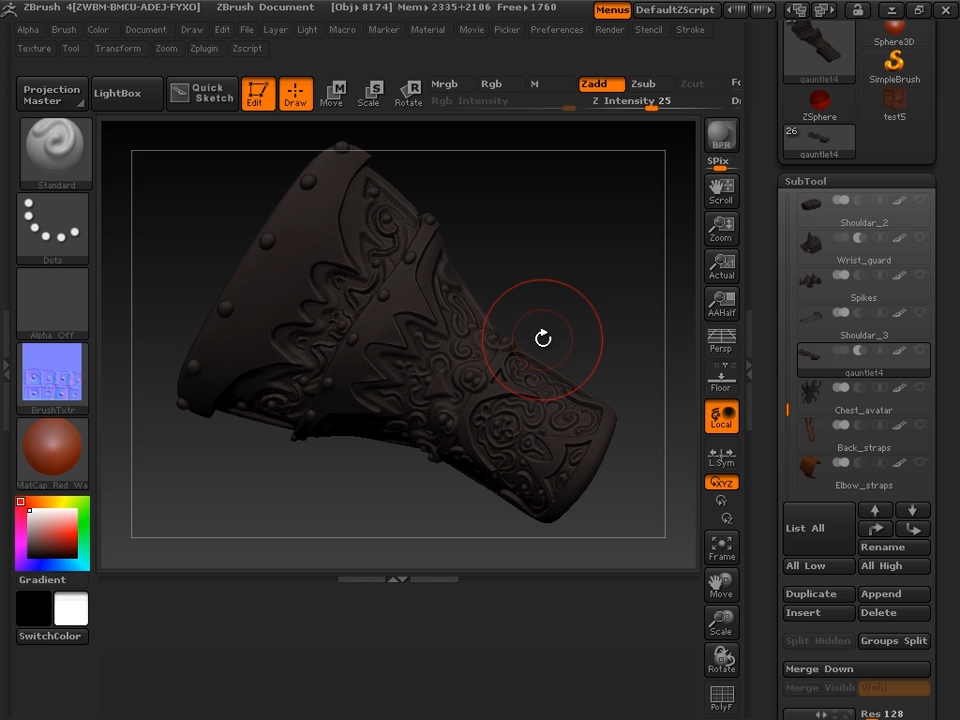 ZBrush 4[ZWBM-BMCU-ADEJ-FYXO] ZBrush Document [Obj▸8174] Mem▸2335+2106 Free▸1760 Menus DefaultZScript
Alpha Brush Color Document Draw Edit File Layer Light Macro Marker Material Movie Picker Preferences Render Stencil Stroke
Texture Tool Transform Zoom Zplugin Zscript
Projection Master
LightBox
Quick Sketch
Edit Draw Move Scale Rotate
Mrgb Rgb M Zadd Zsub Zcut
Rgb Intensity Z Intensity 25
Standard
Dots
Alpha Off
BrushTxtr
MatCap Red Wa
Gradient
SwitchColor
BPR
SPix
Scroll
Zoom
Actual
AAHalf
Persp
Floor
Local
L.Sym
XYZ
Y
Z
Frame
Move
Scale
Rotate
PolyF
gauntlet4
Sphere3D
SimpleBrush
ZSphere
test5
26
gauntlet4
SubTool
Shouldar_2
Wrist_guard
Spikes
Shouldar_3
gauntlet4
Chest_avatar
Back_straps
Elbow_straps
List All
Rename
All Low All High
Duplicate Append
Insert Delete
Split Hidden Groups Split
Merge Down
Merge Visibl Weld
Res 128